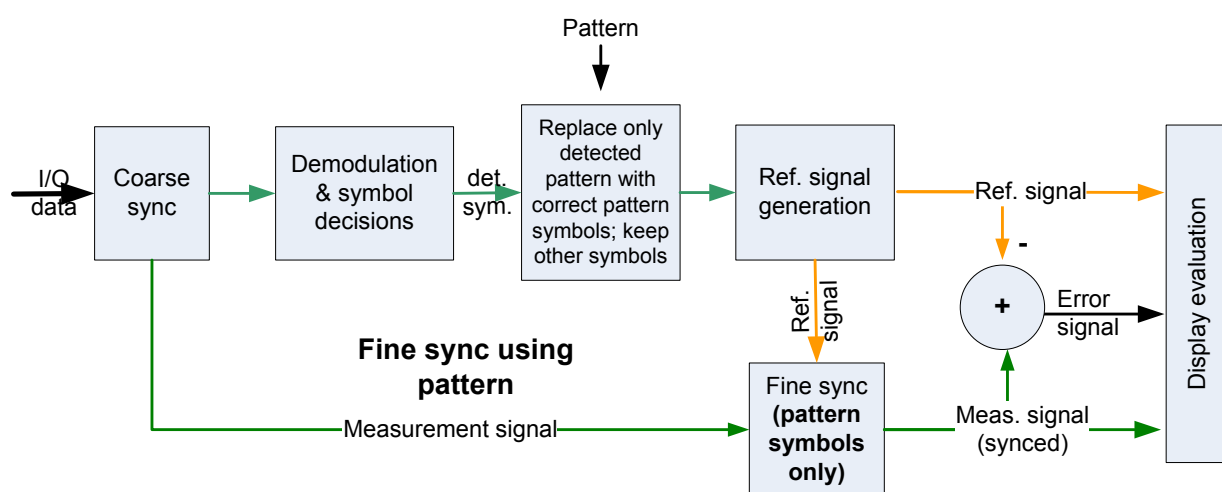 Pattern
I/Q
data
Coarse
sync
Demodulation
& symbol
decisions
det.
sym.
Replace only
detected
pattern with
correct pattern
symbols; keep
other symbols
Ref. signal
generation
Ref. signal
-
+
Error
signal
Display evaluation
Ref.
signal
Fine sync using
pattern
Measurement signal
Fine sync
(pattern
symbols
only)
Meas. signal
(synced)